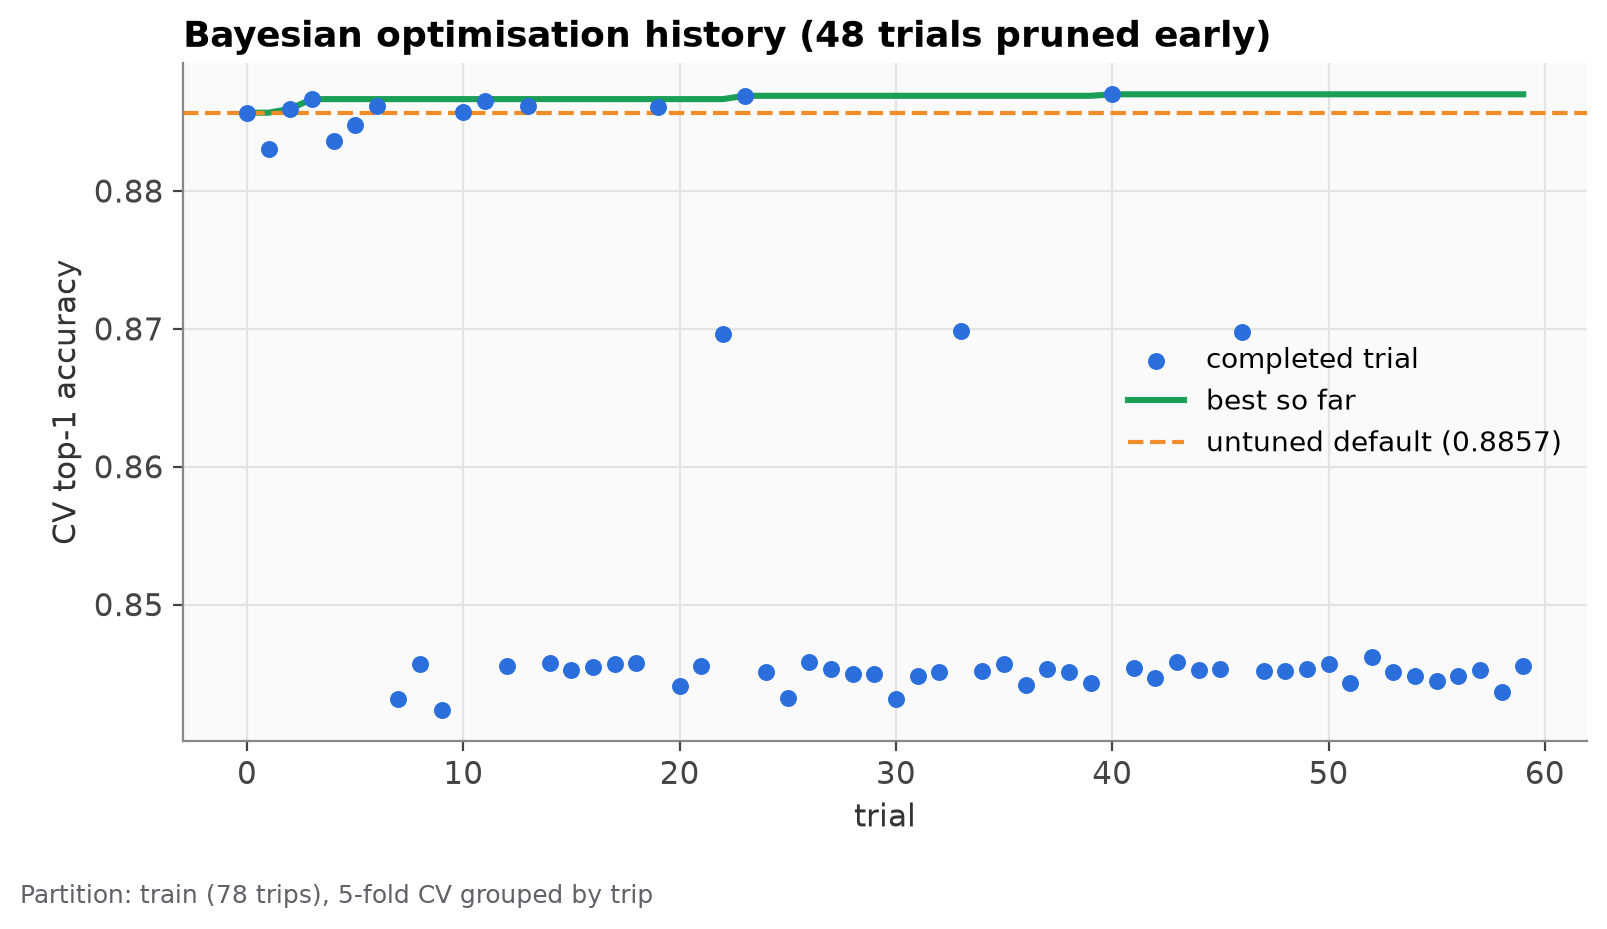 Bayesian optimisation history (48 trials pruned early)
CV top-1 accuracy
0.88
0.87
0.86
0.85
completed trial
best so far
untuned default (0.8857)
0 10 20 30 40 50 60
trial
Partition: train (78 trips), 5-fold CV grouped by trip